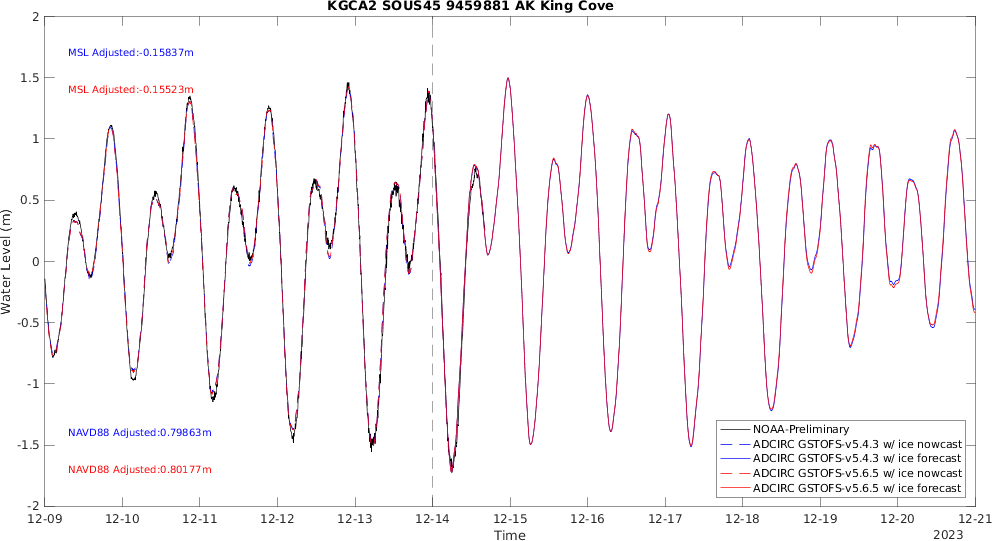 KGCA2 SOUS45 9459881 AK King Cove
2
1.5
1
0.5
0
-0.5
-1
-1.5
-2
Water Level (m)
MSL Adjusted:-0.15837m
MSL Adjusted:-0.15523m
NAVD88 Adjusted:0.79863m
NAVD88 Adjusted:0.80177m
NOAA-Preliminary
ADCIRC GSTOFS-v5.4.3 w/ ice nowcast
ADCIRC GSTOFS-v5.4.3 w/ ice forecast
ADCIRC GSTOFS-v5.6.5 w/ ice nowcast
ADCIRC GSTOFS-v5.6.5 w/ ice forecast
12-09 12-10 12-11 12-12 12-13 12-14 12-15 12-16 12-17 12-18 12-19 12-20 12-21
Time
2023